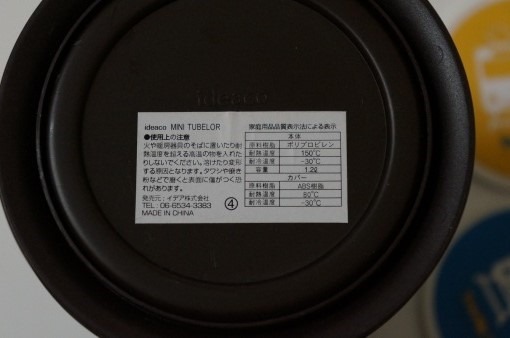 ideaco
ideaco MINI TUBELOR
●使用上の注意
火や暖房器具のそばに置いたり耐
熱温度を超える高温の物を入れた
りしないでください。溶けたり変形
する原因となります。タワシや磨き
粉などで磨くと表面に傷がつく恐
れがあります。
発売元:イデア株式会社
TEL:06-6534-3383
MADE IN CHINA
④
家庭用品品質表示法による表示
本体
原料樹脂 ポリプロピレン
耐熱温度 150℃
耐冷温度 -30℃
容量 1.2ℓ
カバー
原料樹脂 ABS樹脂
耐熱温度 80℃
耐冷温度 -30℃